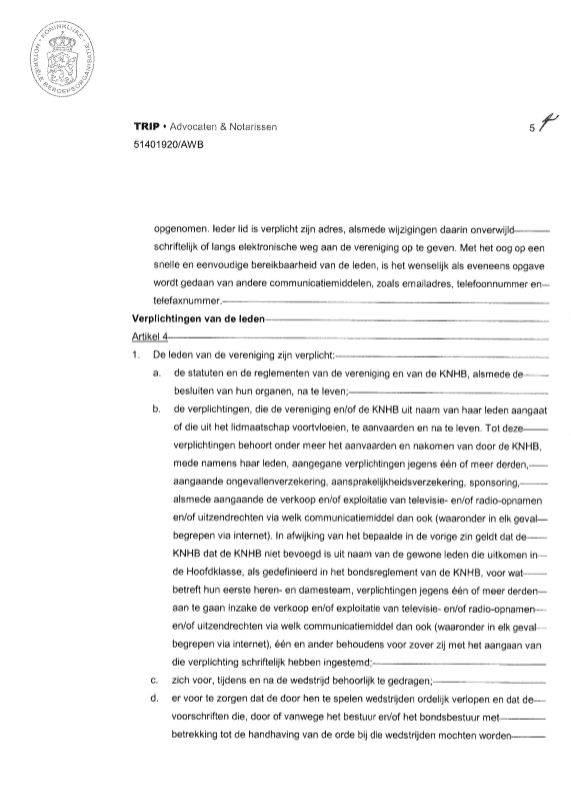 KONINKLIJKE NOTARIËLE BEROEPSORGANISATIE
TRIP • Advocaten & Notarissen
5
51401920/AWB
opgenomen. Ieder lid is verplicht zijn adres, alsmede wijzigingen daarin onverwijld
schriftelijk of langs elektronische weg aan de vereniging op te geven. Met het oog op een
snelle en eenvoudige bereikbaarheid van de leden, is het wenselijk als eveneens opgave
wordt gedaan van andere communicatiemiddelen, zoals emailadres, telefoonnummer en
telefaxnummer.
Verplichtingen van de leden
Artikel 4
1. De leden van de vereniging zijn verplicht:
a. de statuten en de reglementen van de vereniging en van de KNHB, alsmede de
besluiten van hun organen, na te leven;
b. de verplichtingen, die de vereniging en/of de KNHB uit naam van haar leden aangaat
of die uit het lidmaatschap voortvloeien, te aanvaarden en na te leven. Tot deze
verplichtingen behoort onder meer het aanvaarden en nakomen van door de KNHB,
mede namens haar leden, aangegane verplichtingen jegens één of meer derden,
aangaande ongevallenverzekering, aansprakelijkheidsverzekering, sponsoring,
alsmede aangaande de verkoop en/of exploitatie van televisie- en/of radio-opnamen
en/of uitzendrechten via welk communicatiemiddel dan ook (waaronder in elk geval
begrepen via internet). In afwijking van het bepaalde in de vorige zin geldt dat de
KNHB dat de KNHB niet bevoegd is uit naam van de gewone leden die uitkomen in
de Hoofdklasse, als gedefinieerd in het bondsreglement van de KNHB, voor wat
betreft hun eerste heren- en damesteam, verplichtingen jegens één of meer derden
aan te gaan inzake de verkoop en/of exploitatie van televisie- en/of radio-opnamen
en/of uitzendrechten via welk communicatiemiddel dan ook (waaronder in elk geval
begrepen via internet), één en ander behoudens voor zover zij met het aangaan van
die verplichting schriftelijk hebben ingestemd;
c. zich voor, tijdens en na de wedstrijd behoorlijk te gedragen;
d. er voor te zorgen dat de door hen te spelen wedstrijden ordelijk verlopen en dat de
voorschriften die, door of vanwege het bestuur en/of het bondsbestuur met
betrekking tot de handhaving van de orde bij die wedstrijden mochten worden